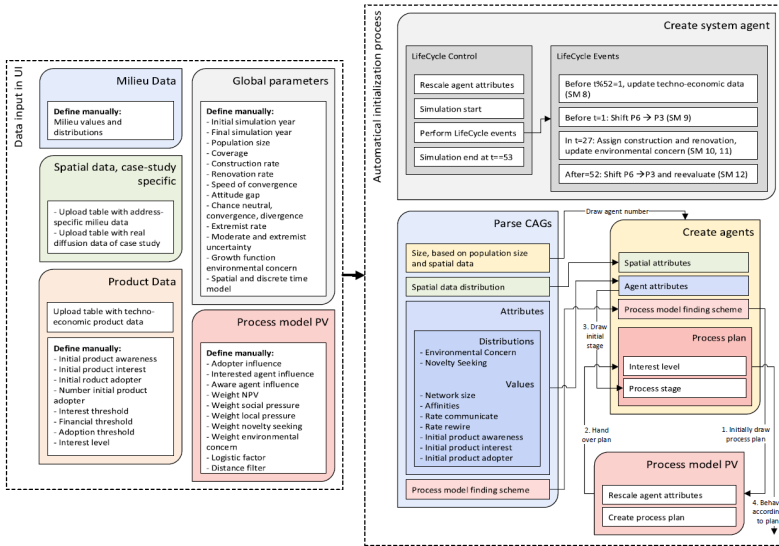 Data input in UI
Milieu Data
Define manually:
Milieu values and
distributions
Spatial data, case-study
specific
- Upload table with address-
specific milieu data
- Upload table with real
diffusion data of case study
Product Data
Upload table with techno-
economic product data
Define manually:
- Initial product awareness
- Initial product interest
- Initial roduct adopter
- Number initial product
adopter
- Interest threshold
- Financial threshold
- Adoption threshold
- Interest level
Global parameters
Define manually:
- Initial simulation year
- Final simulation year
- Population size
- Coverage
- Construction rate
- Renovation rate
- Speed of convergence
- Attitude gap
- Chance neutral,
convergence, divergence
- Extremist rate
- Moderate and extremist
uncertainty
- Growth function
environmental concern
- Spatial and discrete time
model
Process model PV
Define manually:
- Adopter influence
- Interested agent influence
- Aware agent influence
- Weight NPV
- Weight social pressure
- Weight local pressure
- Weight novelty seeking
- Weight environmental
concern
- Logistic factor
- Distance filter
Automatical initialization process
Create system agent
LifeCycle Control
Rescale agent attributes
Simulation start
Perform LifeCycle events
Simulation end at t==53
LifeCycle Events
Before t%52=1, update techno-economic data
(SM 8)
Before t=1: Shift P6 → P3 (SM 9)
In t=27: Assign construction and renovation,
update environmental concern (SM 10, 11)
After=52: Shift P6 →P3 and reevaluate (SM 12)
Parse CAGs
Size, based on population size
and spatial data
Spatial data distribution
Attributes
Distributions
- Environmental Concern
- Novelty Seeking
Values
- Network size
- Affinities
- Rate communicate
- Rate rewire
- Initial product awareness
- Initial product interest
- Initial product adopter
Process model finding scheme
Draw agent number
Create agents
Spatial attributes
Agent attributes
Process model finding scheme
Process plan
Interest level
Process stage
3. Draw
initial
stage
2. Hand
over plan
1. Initially draw
process plan
Process model PV
Rescale agent attributes
Create process plan
4. Behav
accordin
to plan